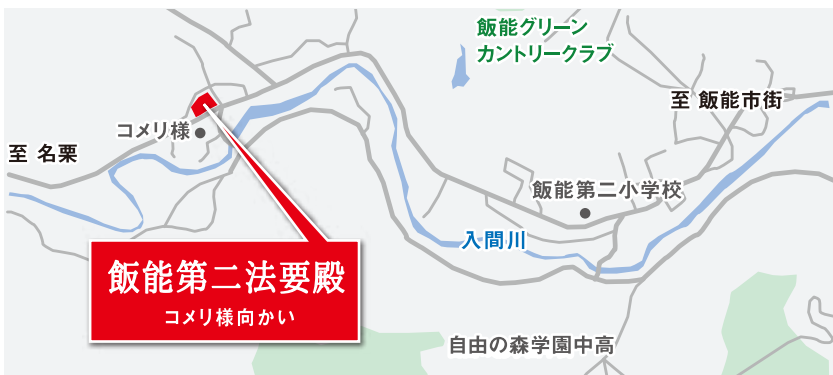 飯能グリーン
カントリークラブ
至 飯能市街
コメリ様
至 名栗
飯能第二小学校
入間川
飯能第二法要殿
コメリ様向かい
自由の森学園中高